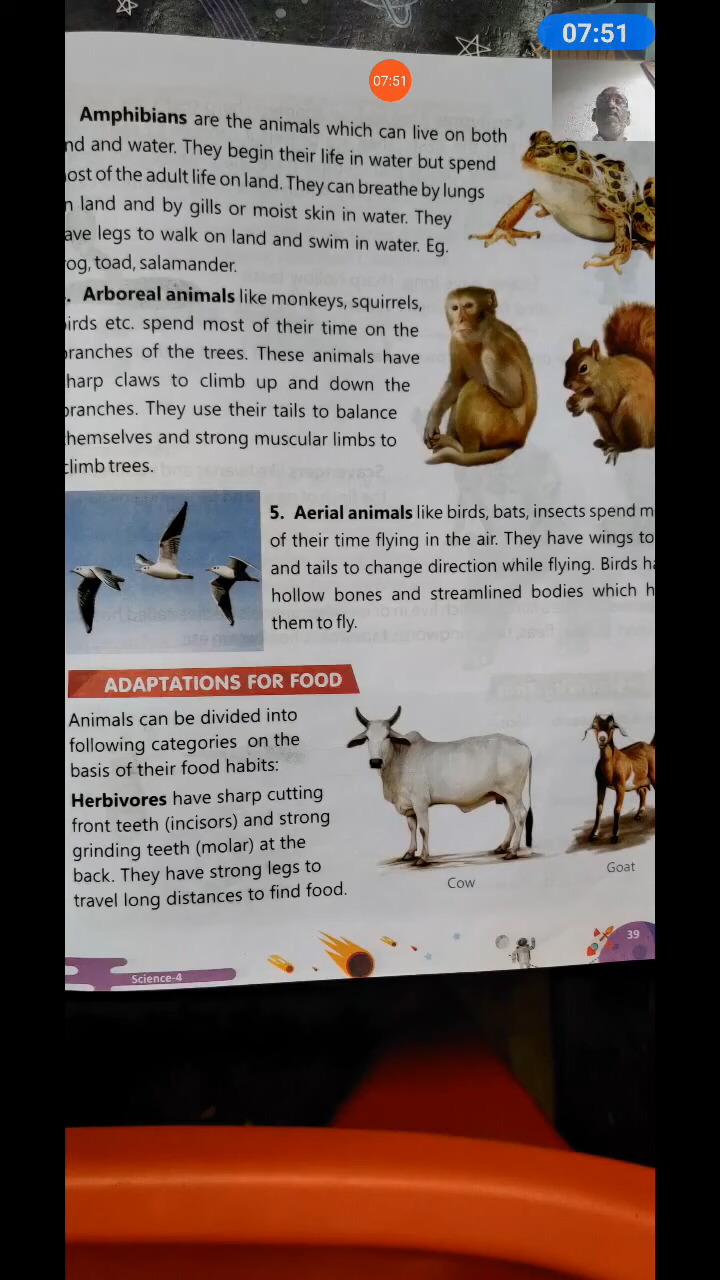 07:51
07:51
Amphibians are the animals which can live on both
nd and water. They begin their life in water but spend
ost of the adult life on land. They can breathe by lungs
n land and by gills or moist skin in water. They
ave legs to walk on land and swim in water. Eg.
rog, toad, salamander.
. Arboreal animals like monkeys, squirrels,
irds etc. spend most of their time on the
ranches of the trees. These animals have
harp claws to climb up and down the
branches. They use their tails to balance
hemselves and strong muscular limbs to
climb trees.
5. Aerial animals like birds, bats, insects spend m
of their time flying in the air. They have wings to
and tails to change direction while flying. Birds ha
hollow bones and streamlined bodies which h
them to fly.
ADAPTATIONS FOR FOOD
Animals can be divided into
following categories on the
basis of their food habits:
Herbivores have sharp cutting
front teeth (incisors) and strong
grinding teeth (molar) at the
back. They have strong legs to
travel long distances to find food.
Cow
Goat
39
Science-4